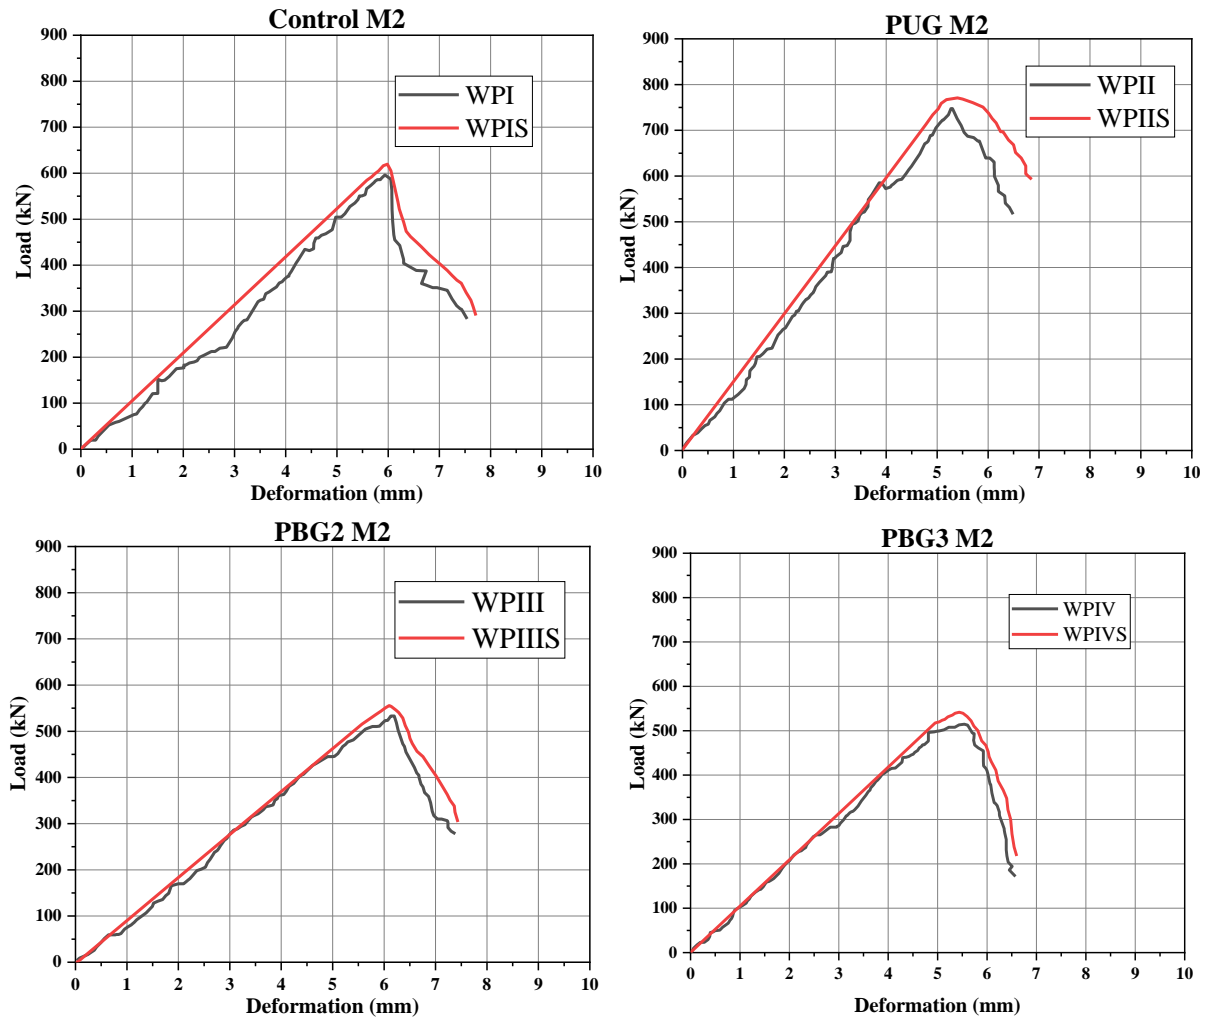 Control M2
900
800
700
600
500
400
300
200
100
0
Load (kN)
WPI
WPIS
0 1 2 3 4 5 6 7 8 9 10
Deformation (mm)
PUG M2
900
800
700
600
500
400
300
200
100
0
Load (kN)
WPII
WPIIS
0 1 2 3 4 5 6 7 8 9 10
Deformation (mm)
PBG2 M2
900
800
700
600
500
400
300
200
100
0
Load (kN)
WPIII
WPIIIS
0 1 2 3 4 5 6 7 8 9 10
Deformation (mm)
PBG3 M2
900
800
700
600
500
400
300
200
100
0
Load (kN)
WPIV
WPIVS
0 1 2 3 4 5 6 7 8 9 10
Deformation (mm)